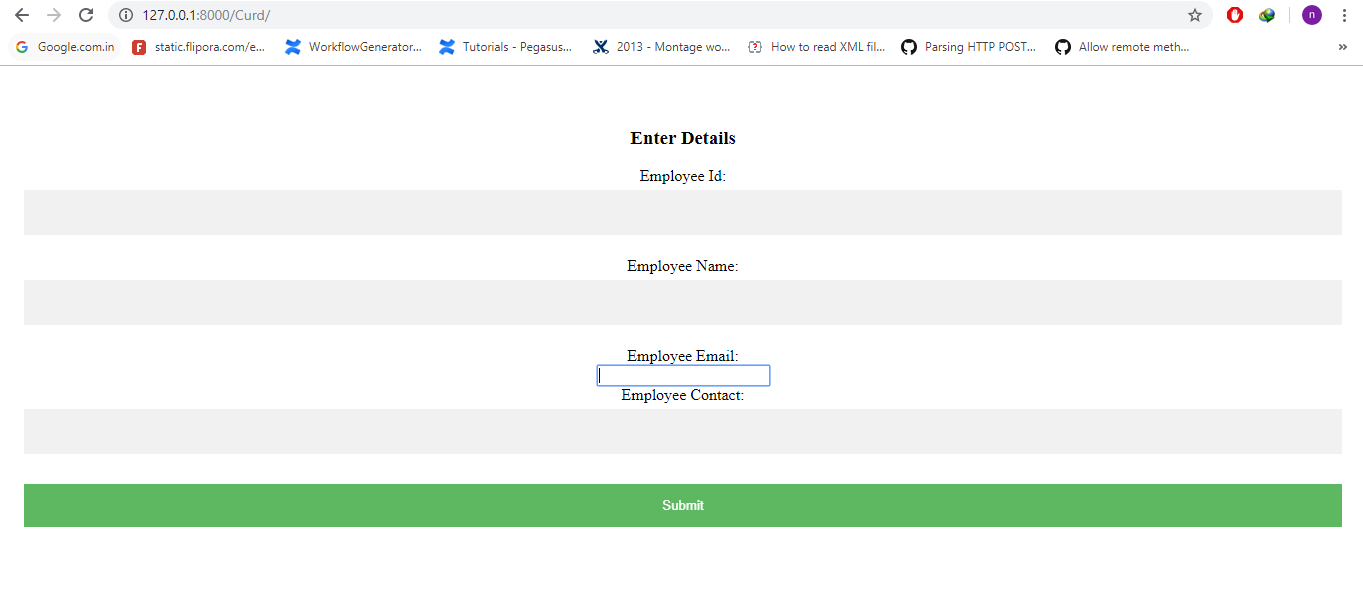 127.0.0.1:8000/Curd/
n
Google.com.in static.flipora.com/e... WorkflowGenerator... Tutorials - Pegasus... 2013 - Montage wo... How to read XML fil... Parsing HTTP POST... Allow remote meth... »
Enter Details
Employee Id:
Employee Name:
Employee Email:
Employee Contact:
Submit